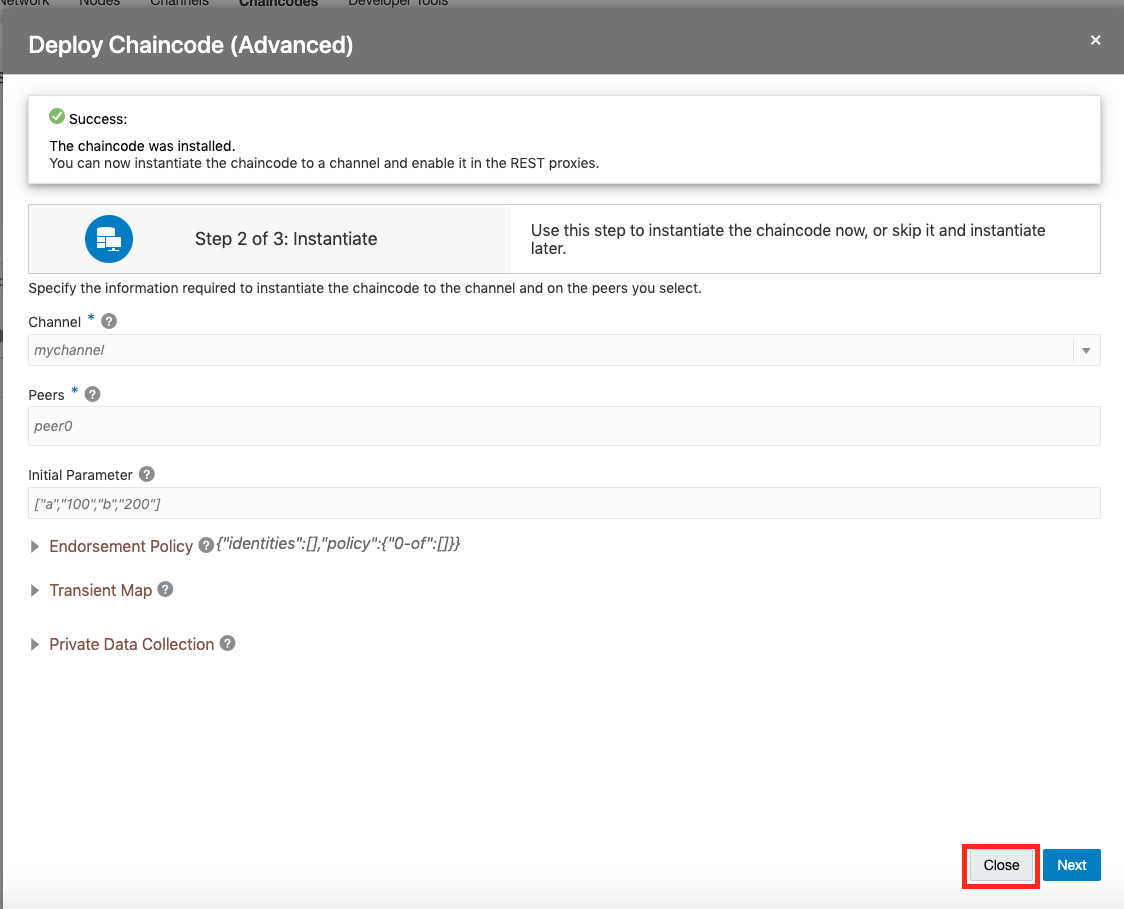 Network Nodes Channels Chaincodes Developer Tools
Deploy Chaincode (Advanced)
×
Success:
The chaincode was installed.
You can now instantiate the chaincode to a channel and enable it in the REST proxies.
Step 2 of 3: Instantiate
Use this step to instantiate the chaincode now, or skip it and instantiate
later.
Specify the information required to instantiate the chaincode to the channel and on the peers you select.
Channel * ?
mychannel
Peers * ?
peer0
Initial Parameter ?
["a","100","b","200"]
Endorsement Policy ? {"identities":[],"policy":{"0-of":[]}}
Transient Map ?
Private Data Collection ?
Close Next